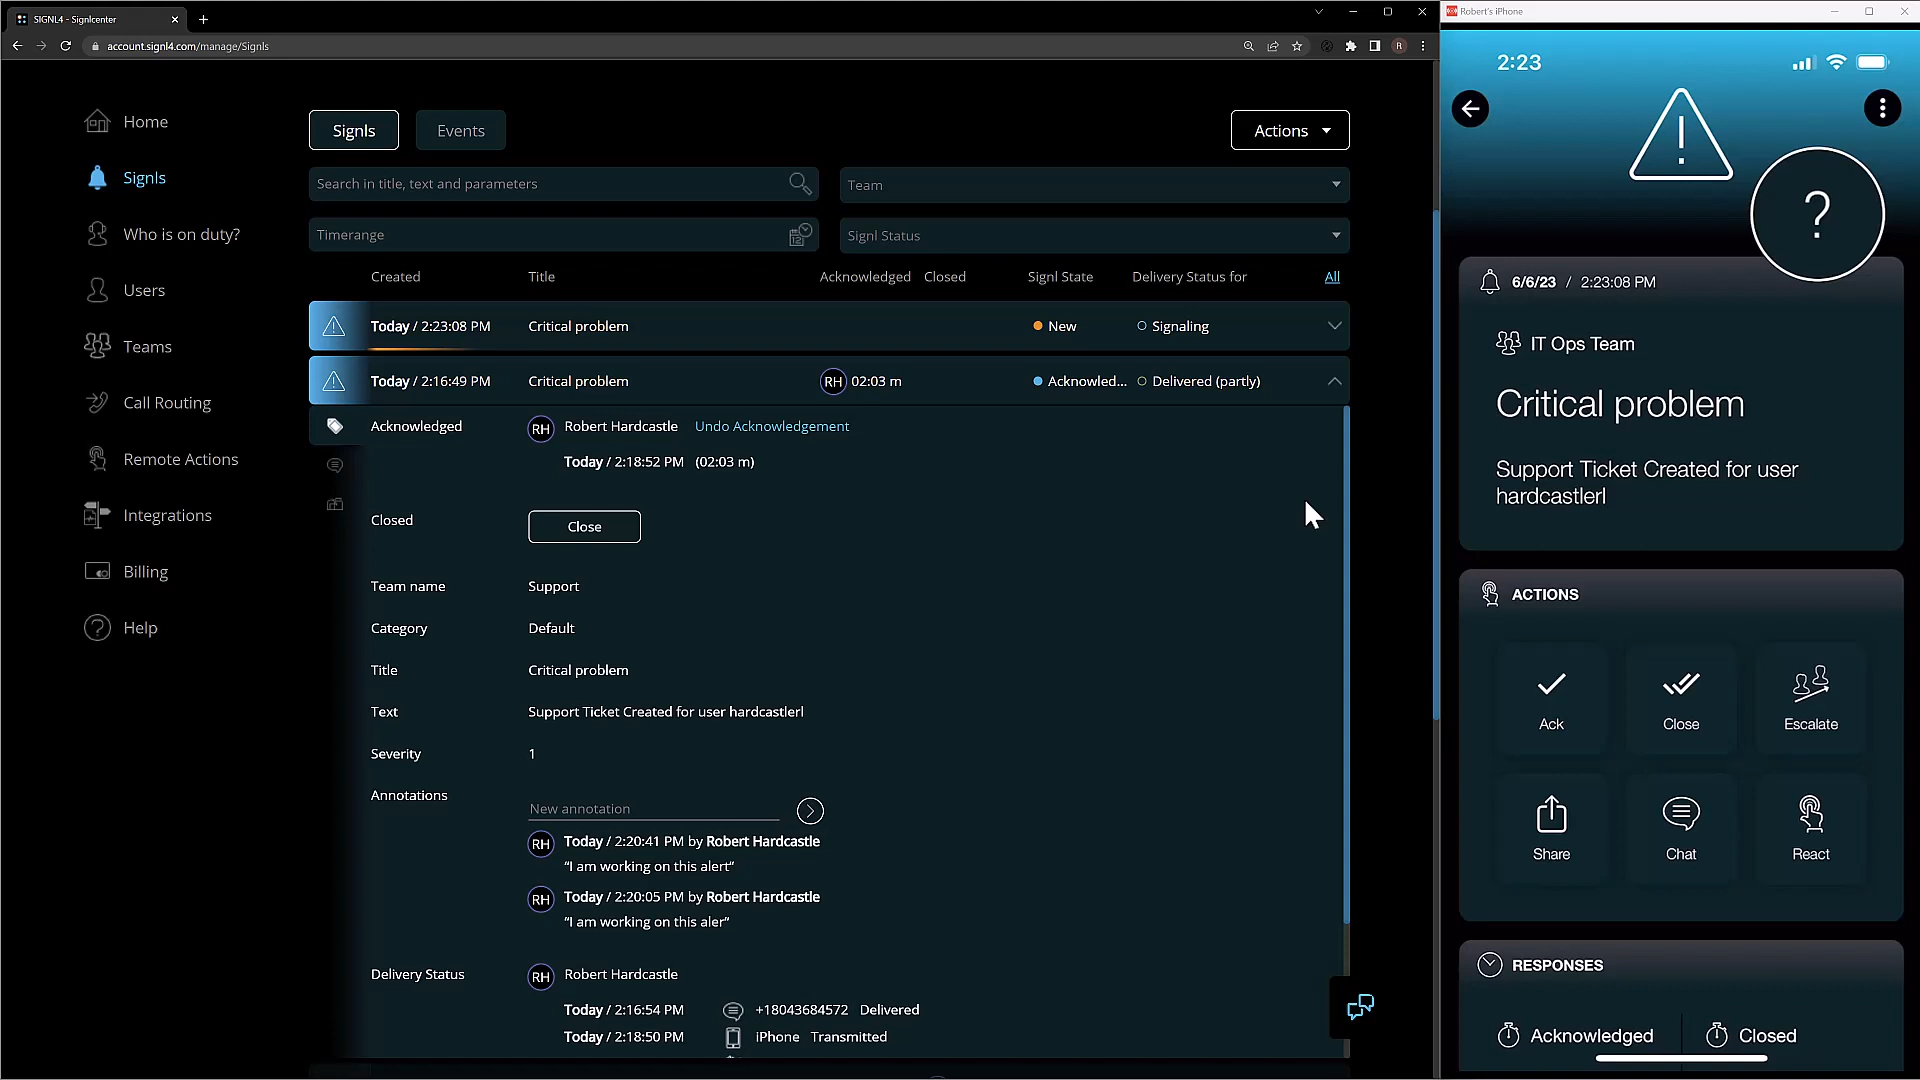 SIGNL4 - Signlcenter
account.signl4.com/manage/Signls
R
Home
Signls
Who is on duty?
Users
Teams
Call Routing
Remote Actions
Integrations
Billing
Help
Signls Events Actions
Search in title, text and parameters Team
Timerange Signl Status
Created Title Acknowledged Closed Signl State Delivery Status for All
Today / 2:23:08 PM Critical problem New Signaling
Today / 2:16:49 PM Critical problem RH 02:03 m Acknowled... Delivered (partly)
Acknowledged RH Robert Hardcastle Undo Acknowledgement
Today / 2:18:52 PM (02:03 m)
Closed Close
Team name Support
Category Default
Title Critical problem
Text Support Ticket Created for user hardcastlerl
Severity 1
Annotations New annotation
RH Today / 2:20:41 PM by Robert Hardcastle
“I am working on this alert”
RH Today / 2:20:05 PM by Robert Hardcastle
“I am working on this aler”
Delivery Status RH Robert Hardcastle
Today / 2:16:54 PM +18043684572 Delivered
Today / 2:18:50 PM iPhone Transmitted
Robert's iPhone
2:23
?
6/6/23 / 2:23:08 PM
IT Ops Team
Critical problem
Support Ticket Created for user
hardcastlerl
ACTIONS
Ack Close Escalate
Share Chat React
RESPONSES
Acknowledged Closed